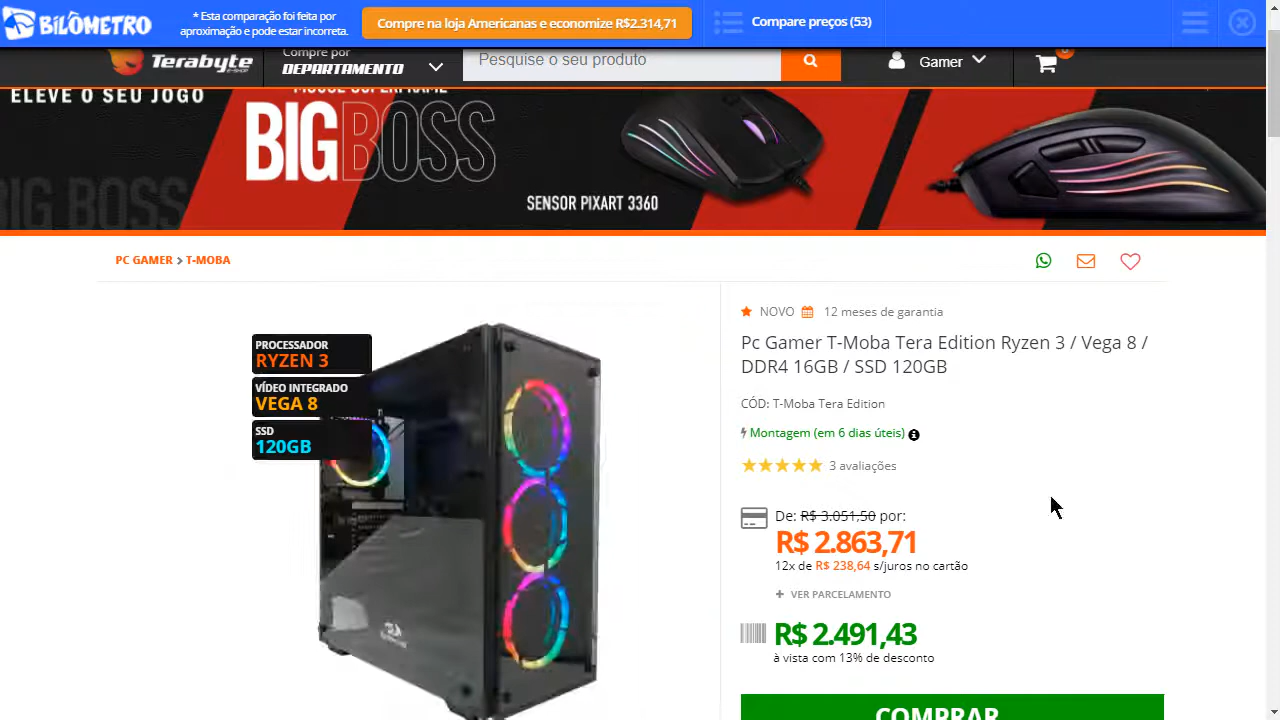 BILÔMETRO
* Esta comparação foi feita por
aproximação e pode estar incorreta.
Compre na loja Americanas e economize R$2.314,71
Compare preços (53)
Terabyte
E-SHOP
Compre por
DEPARTAMENTO
Pesquise o seu produto
Gamer
ELEVE O SEU JOGO
MOUSE SUPERFRAME
BIGBOSS
BIG BOSS
SENSOR PIXART 3360
PC GAMER > T-MOBA
NOVO 12 meses de garantia
Pc Gamer T-Moba Tera Edition Ryzen 3 / Vega 8 /
DDR4 16GB / SSD 120GB
CÓD: T-Moba Tera Edition
Montagem (em 6 dias úteis)
3 avaliações
De: R$ 3.051,50 por:
R$ 2.863,71
12x de R$ 238,64 s/juros no cartão
+ VER PARCELAMENTO
R$ 2.491,43
à vista com 13% de desconto
COMPRAR
PROCESSADOR
RYZEN 3
VÍDEO INTEGRADO
VEGA 8
SSD
120GB